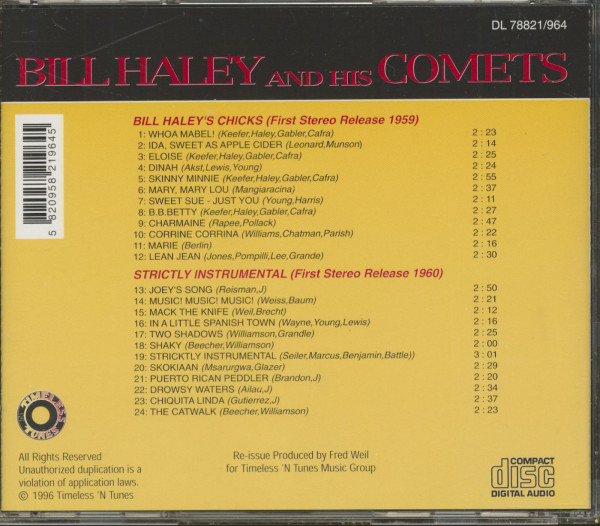 DL 78821/964
BILL HALEY AND HIS COMETS
BILL HALEY'S CHICKS (First Stereo Release 1959)
1: WHOA MABEL! (Keefer,Haley,Gabler,Cafra) 2 : 23
2: IDA, SWEET AS APPLE CIDER (Leonard,Munson) 2 : 14
3: ELOISE (Keefer,Haley,Gabler,Cafra) 2 : 25
4: DINAH (Akst,Lewis,Young) 2 : 24
5: SKINNY MINNIE (Keefer,Haley,Gabler,Cafra) 2 : 55
6: MARY, MARY LOU (Mangiaracina) 2 : 37
7: SWEET SUE - JUST YOU (Young,Harris) 2 : 11
8: B.B.BETTY (Keefer,Haley,Gabler,Cafra) 2 : 27
9: CHARMAINE (Rapee,Pollack) 2 : 47
10: CORRINE CORRINA (Williams,Chatman,Parish) 2 : 22
11: MARIE (Berlin) 2 : 16
12: LEAN JEAN (Jones,Pompilli,Lee,Grande) 2 : 30
STRICTLY INSTRUMENTAL (First Stereo Release 1960)
13: JOEY'S SONG (Reisman,J) 2 : 50
14: MUSIC! MUSIC! MUSIC! (Weiss,Baum) 2 : 21
15: MACK THE KNIFE (Weil,Brecht) 2 : 12
16: IN A LITTLE SPANISH TOWN (Wayne,Young,Lewis) 2 : 16
17: TWO SHADOWS (Williamson,Grande) 2 : 25
18: SHAKY (Beecher,Williamson) 2 : 00
19: STRICKTLY INSTRUMENTAL (Seiler,Marcus,Benjamin,Battle)) 3 : 01
20: SKOKIAAN (Msarurgwa,Glazer) 2 : 29
21: PUERTO RICAN PEDDLER (Brandon,J) 2 : 20
22: DROWSY WATERS (Ailau,J) 2 : 34
23: CHIQUITA LINDA (Gutierrez,J) 2 : 37
24: THE CATWALK (Beecher,Williamson) 2 : 23
5 820958 219645
TIMELESS
TUNES
All Rights Reserved
Unauthorized duplication is a
violation of application laws.
© 1996 Timeless 'N Tunes
Re-issue Produced by Fred Weil
for Timeless 'N Tunes Music Group
COMPACT
disc
DIGITAL AUDIO